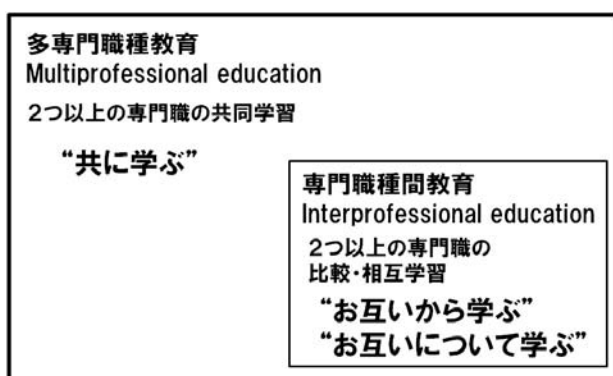 多専門職種教育
Multiprofessional education
2つ以上の専門職の共同学習
“共に学ぶ”
専門職種間教育
Interprofessional education
2つ以上の専門職の
比較・相互学習
“お互いから学ぶ”
“お互いについて学ぶ”